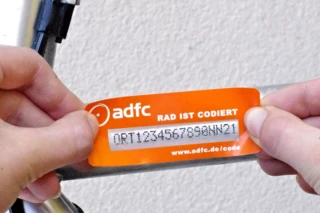 adfc RAD IST CODIERT
ORT1234567890NN21
www.adfc.de/code